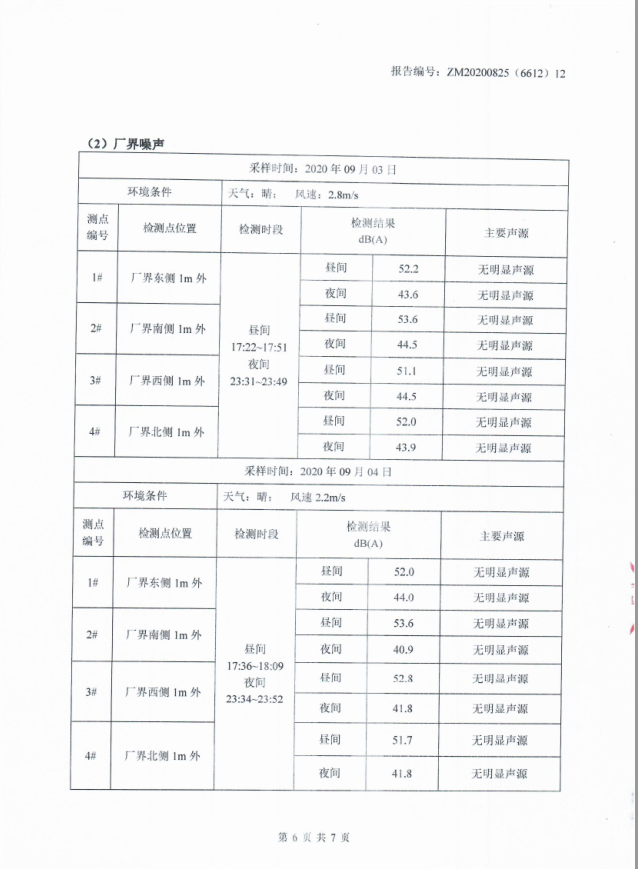 报告编号：ZM20200825（6612）12
（2）厂界噪声
采样时间：2020 年 09 月 03 日
环境条件 天气：晴； 风速：2.8m/s
测点编号 检测点位置 检测时段 检测结果 dB(A) 主要声源
1# 厂界东侧 1m 外 昼间 17:22~17:51 夜间 23:31~23:49 昼间 52.2 无明显声源
夜间 43.6 无明显声源
2# 厂界南侧 1m 外 昼间 53.6 无明显声源
夜间 44.5 无明显声源
3# 厂界西侧 1m 外 昼间 51.1 无明显声源
夜间 44.5 无明显声源
4# 厂界北侧 1m 外 昼间 52.0 无明显声源
夜间 43.9 无明显声源
采样时间：2020 年 09 月 04 日
环境条件 天气：晴； 风速 2.2m/s
测点编号 检测点位置 检测时段 检测结果 dB(A) 主要声源
1# 厂界东侧 1m 外 昼间 17:36~18:09 夜间 23:34~23:52 昼间 52.0 无明显声源
夜间 44.0 无明显声源
2# 厂界南侧 1m 外 昼间 53.6 无明显声源
夜间 40.9 无明显声源
3# 厂界西侧 1m 外 昼间 52.8 无明显声源
夜间 41.8 无明显声源
4# 厂界北侧 1m 外 昼间 51.7 无明显声源
夜间 41.8 无明显声源
第 6 页 共 7 页